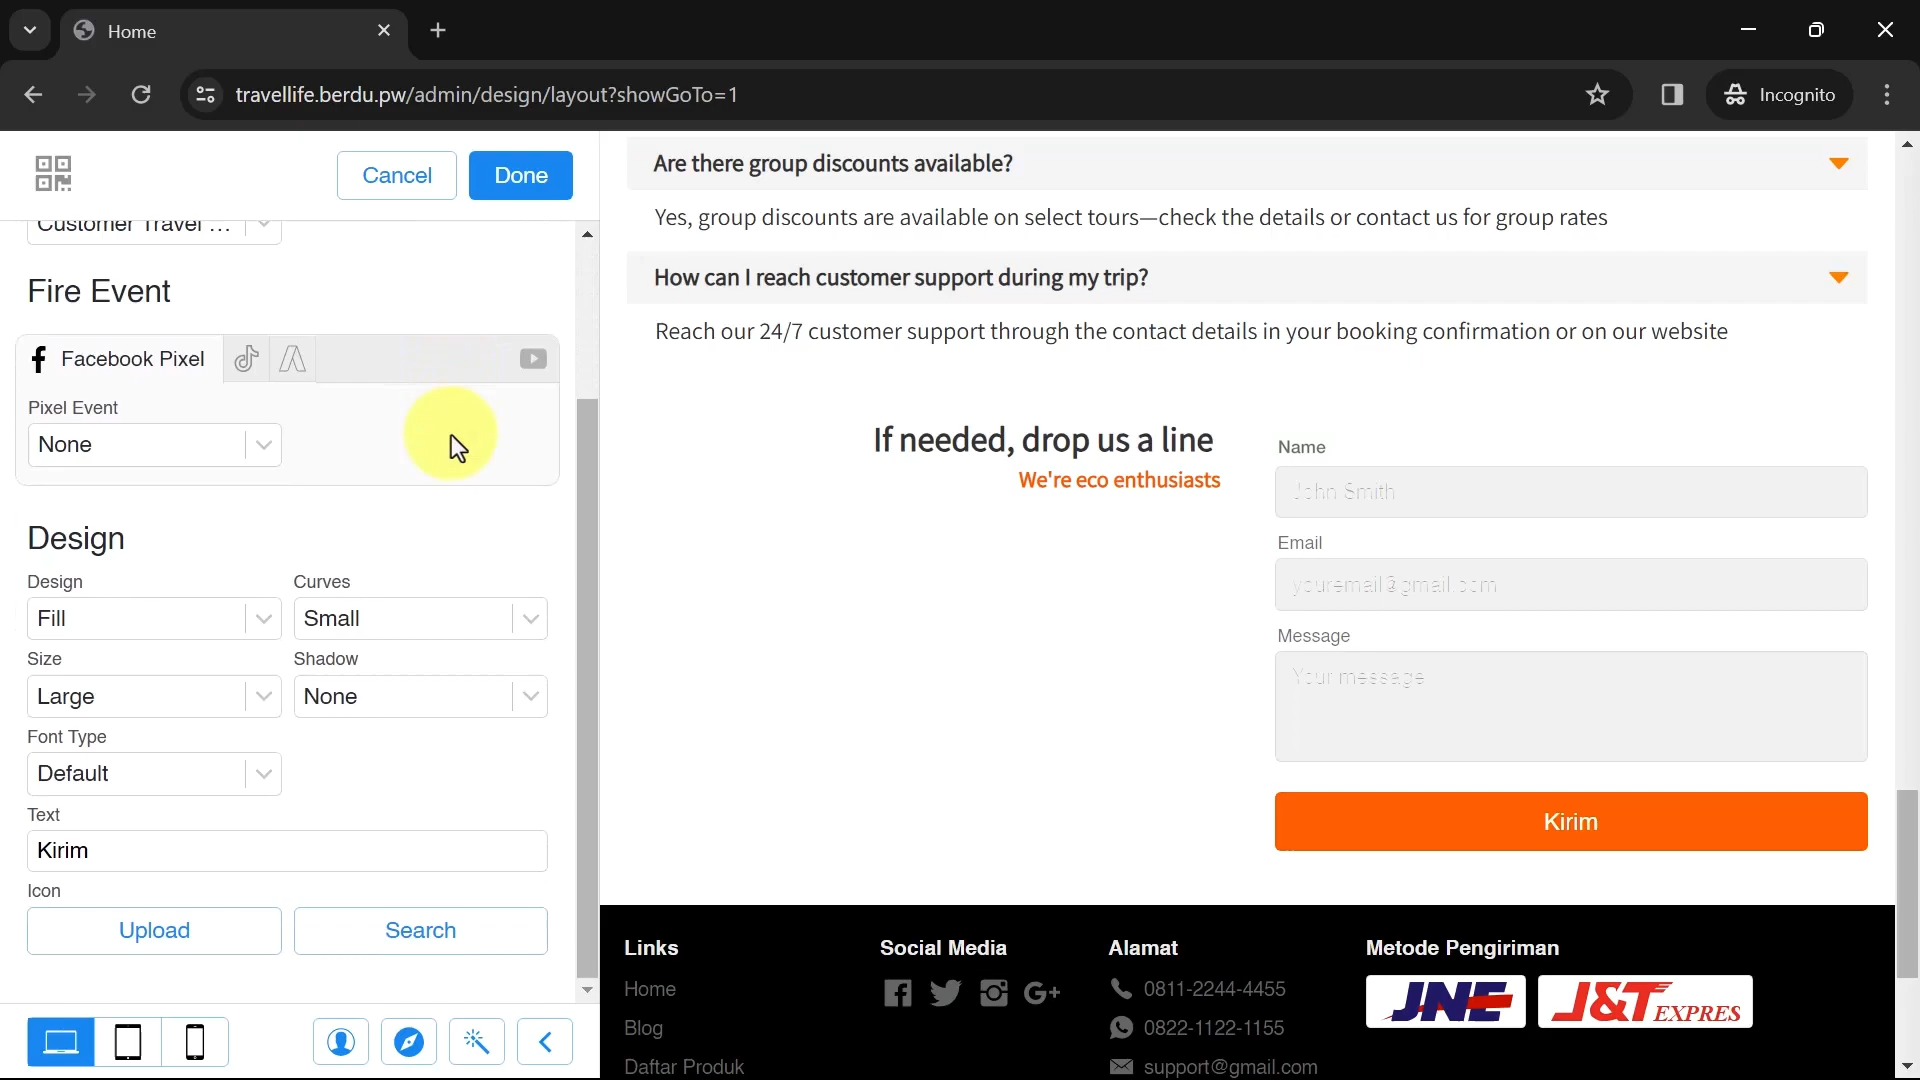 Home
travellife.berdu.pw/admin/design/layout?showGoTo=1
Incognito
Cancel
Done
Customer Travel ...
Fire Event
Facebook Pixel
Pixel Event
None
Design
Design
Curves
Fill
Small
Size
Shadow
Large
None
Font Type
Default
Text
Kirim
Icon
Upload
Search
Are there group discounts available?
Yes, group discounts are available on select tours—check the details or contact us for group rates
How can I reach customer support during my trip?
Reach our 24/7 customer support through the contact details in your booking confirmation or on our website
If needed, drop us a line
We're eco enthusiasts
Name
John Smith
Email
youremail@gmail.com
Message
Your message
Kirim
Links
Home
Blog
Daftar Produk
Social Media
G+
Alamat
0811-2244-4455
0822-1122-1155
support@gmail.com
Metode Pengiriman
JNE
J&T EXPRES